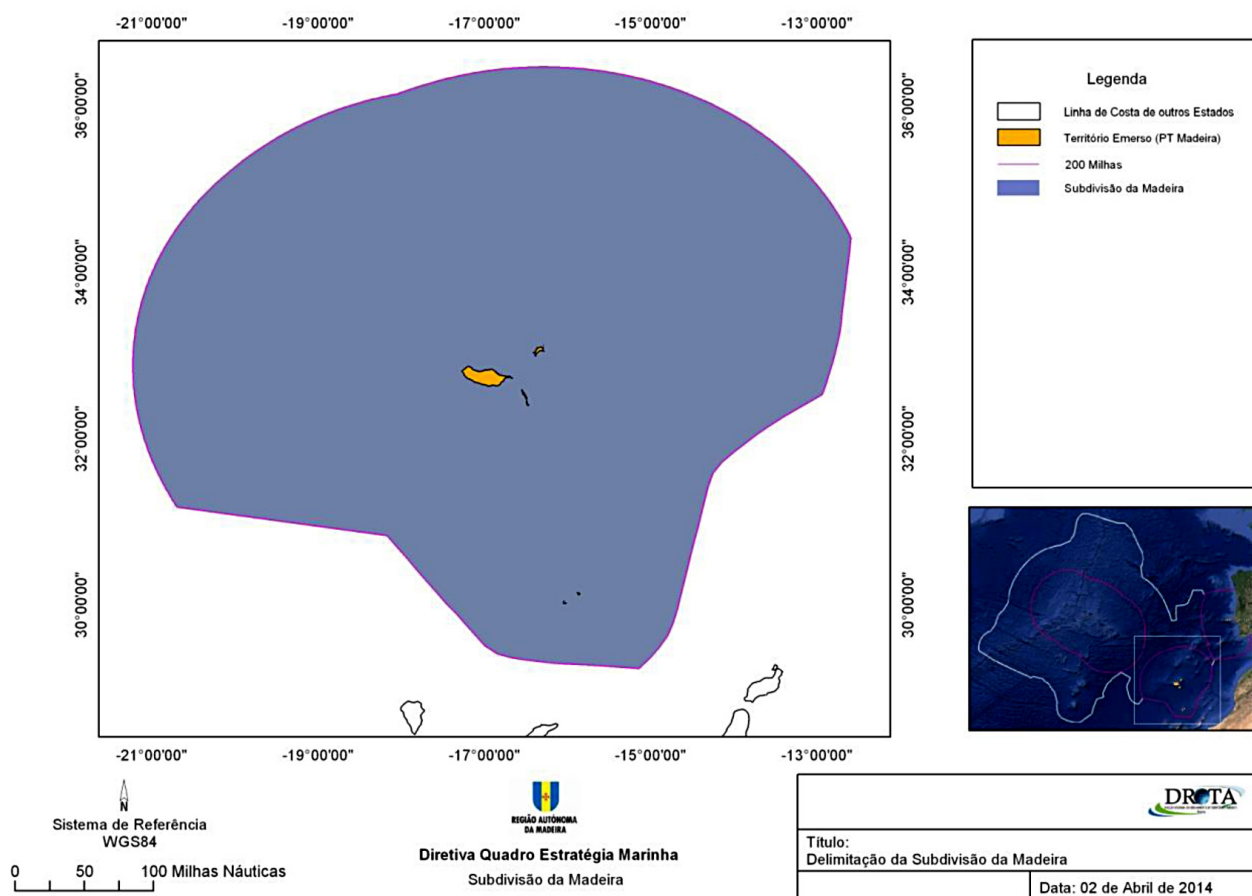 -21°00'00" -19°00'00" -17°00'00" -15°00'00" -13°00'00"
36°00'00"
34°00'00"
32°00'00"
30°00'00"
36°00'00"
34°00'00"
32°00'00"
30°00'00"
-21°00'00" -19°00'00" -17°00'00" -15°00'00" -13°00'00"
Legenda
Linha de Costa de outros Estados
Território Emerso (PT Madeira)
200 Milhas
Subdivisão da Madeira
N
Sistema de Referência
WGS84
0 50 100 Milhas Náuticas
REGIÃO AUTÓNOMA
DA MADEIRA
Diretiva Quadro Estratégia Marinha
Subdivisão da Madeira
DROTA
Título:
Delimitação da Subdivisão da Madeira
Data: 02 de Abril de 2014